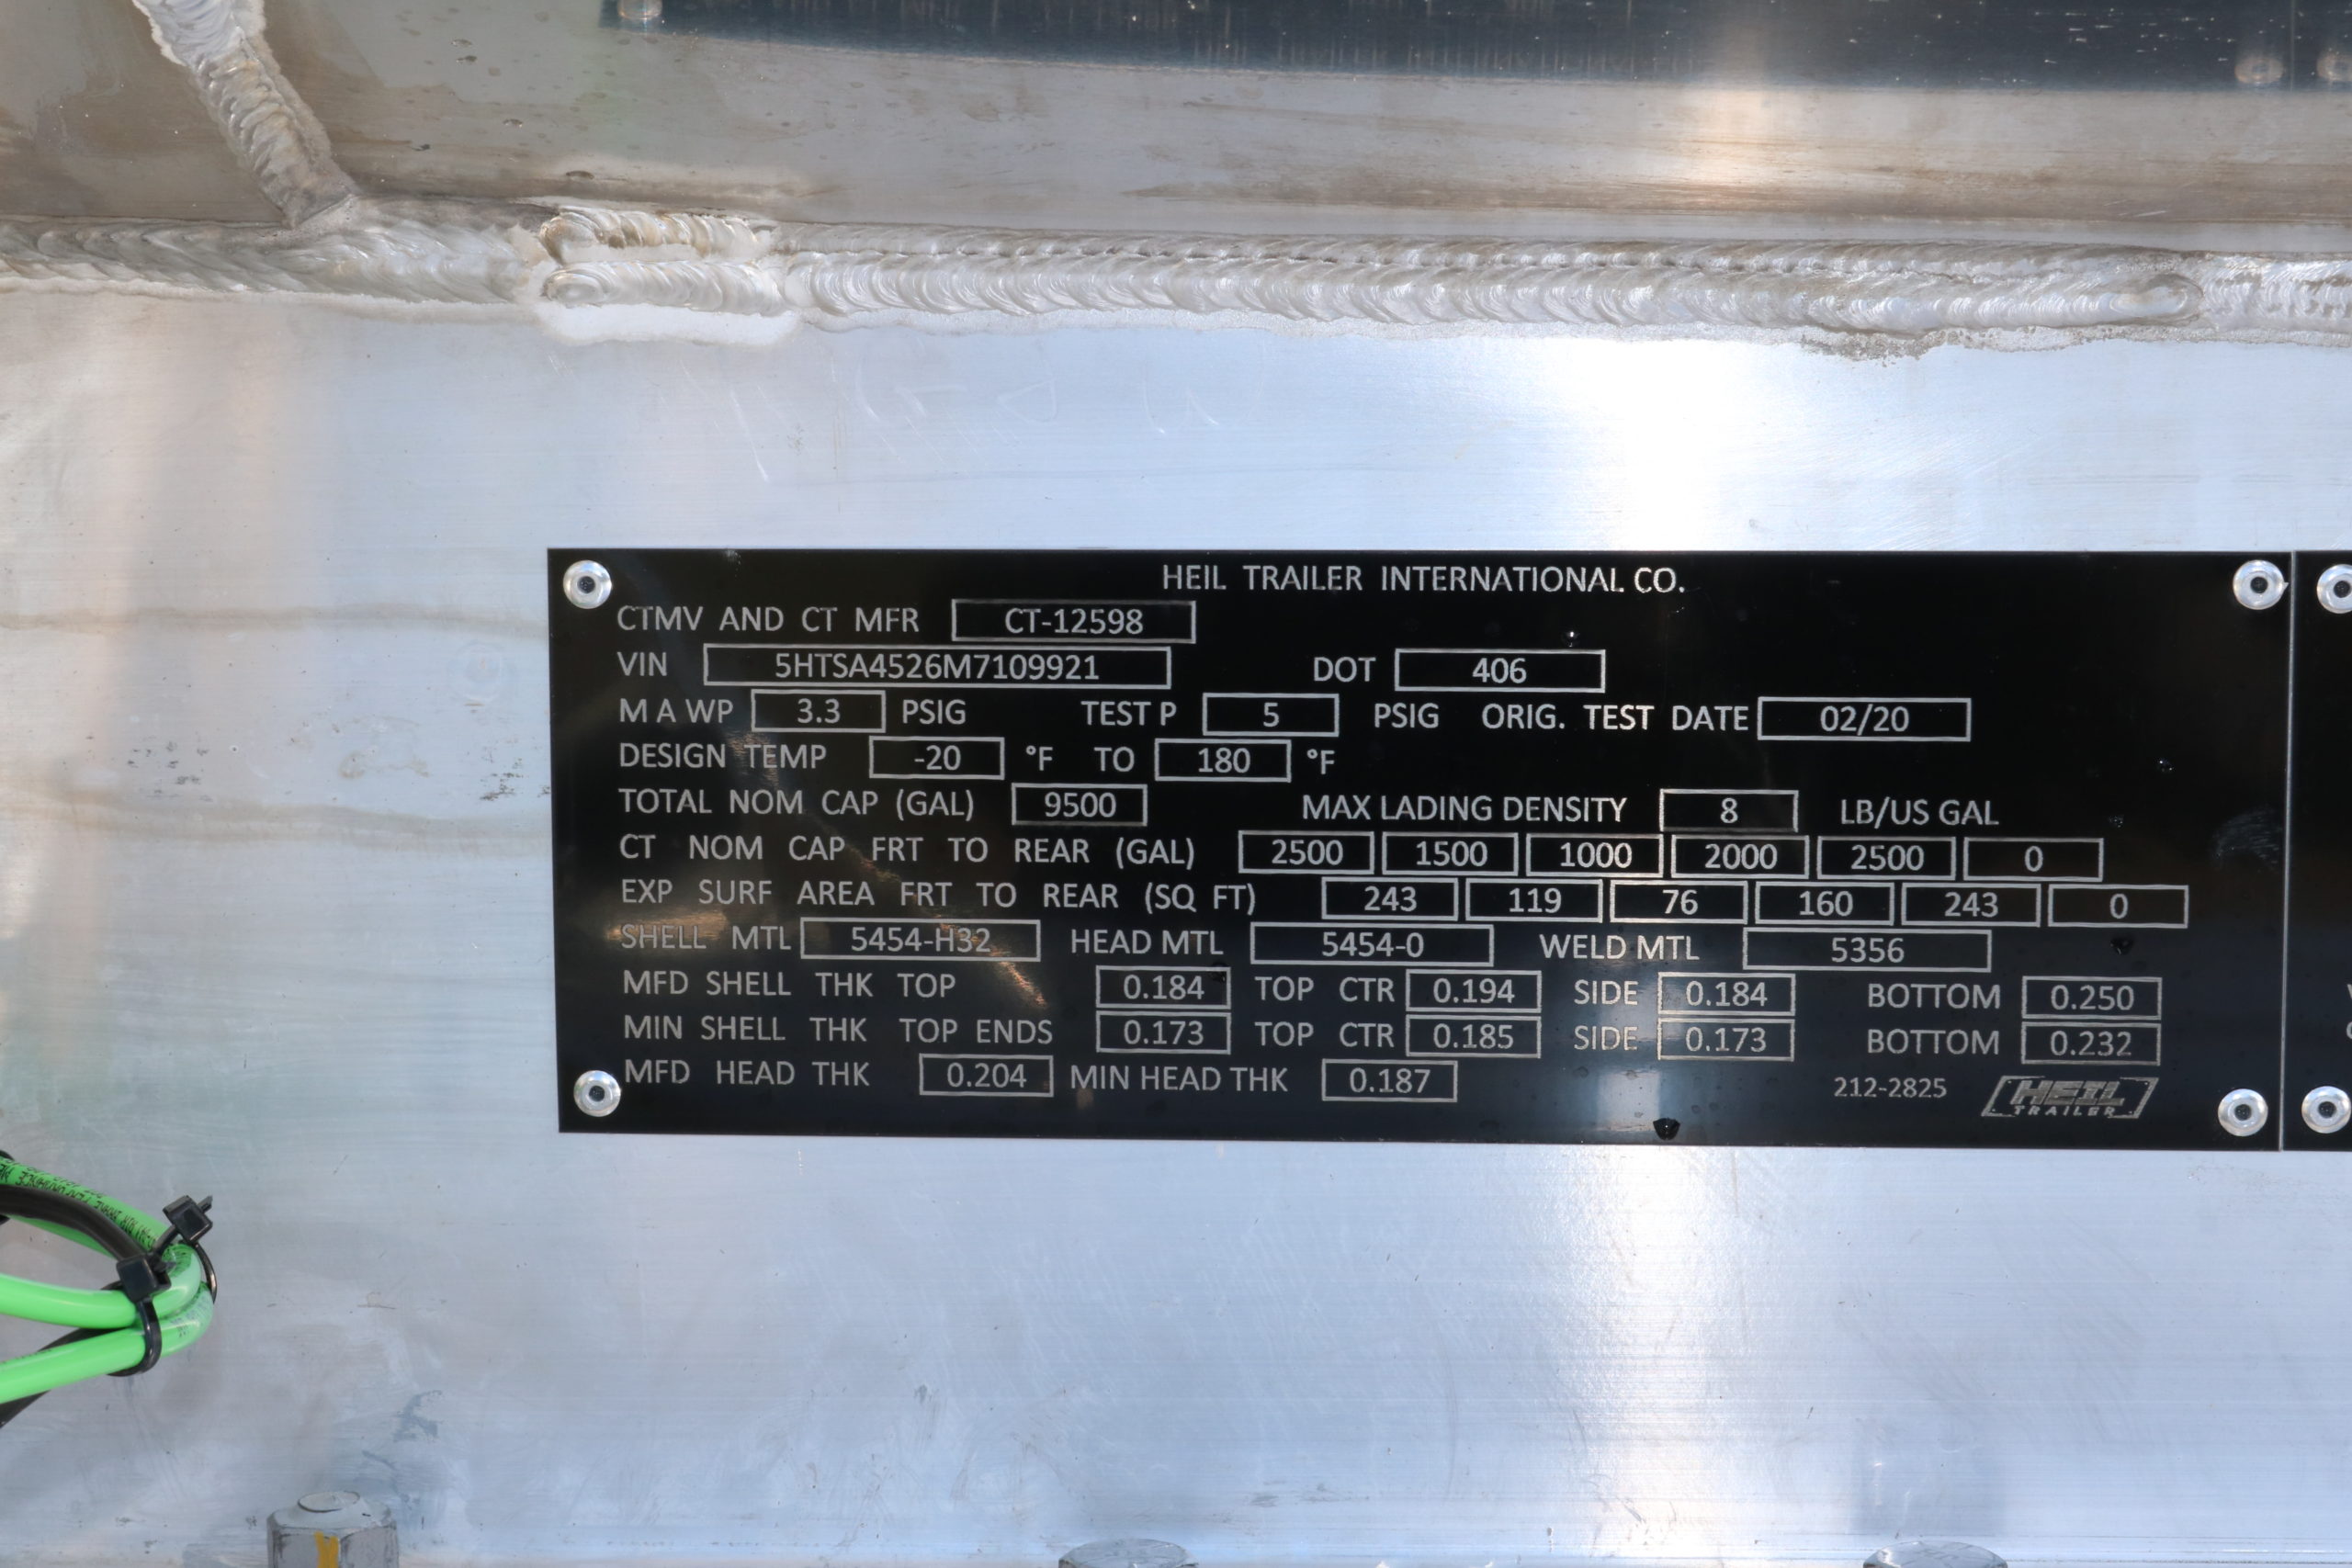 HEIL TRAILER INTERNATIONAL CO.
CTMV AND CT MFR CT-12598
VIN 5HTSA4526M7109921 DOT 406
M A WP 3.3 PSIG TEST P 5 PSIG ORIG. TEST DATE 02/20
DESIGN TEMP -20 °F TO 180 °F
TOTAL NOM CAP (GAL) 9500 MAX LADING DENSITY 8 LB/US GAL
CT NOM CAP FRT TO REAR (GAL) 2500 1500 1000 2000 2500 0
EXP SURF AREA FRT TO REAR (SQ FT) 243 119 76 160 243 0
SHELL MTL 5454-H32 HEAD MTL 5454-0 WELD MTL 5356
MFD SHELL THK TOP 0.184 TOP CTR 0.194 SIDE 0.184 BOTTOM 0.250
MIN SHELL THK TOP ENDS 0.173 TOP CTR 0.185 SIDE 0.173 BOTTOM 0.232
MFD HEAD THK 0.204 MIN HEAD THK 0.187
212-2825 HEIL TRAILER